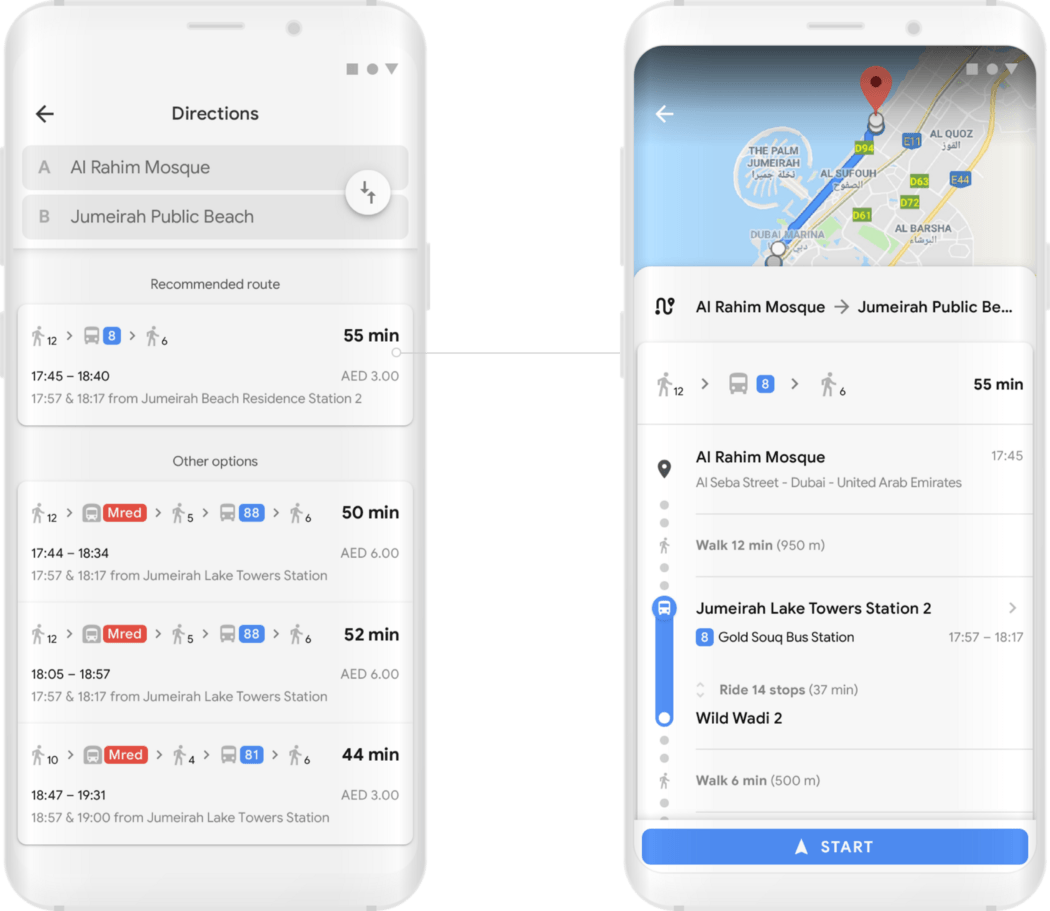 Directions
A Al Rahim Mosque
B Jumeirah Public Beach
Recommended route
12 8 6 55 min
17:45 – 18:40 AED 3.00
17:57 & 18:17 from Jumeirah Beach Residence Station 2
Other options
12 Mred 5 88 6 50 min
17:44 – 18:34 AED 6.00
17:57 & 18:17 from Jumeirah Lake Towers Station
12 Mred 5 88 6 52 min
18:05 – 18:57 AED 6.00
17:57 & 18:17 from Jumeirah Lake Towers Station
10 Mred 4 81 6 44 min
18:47 – 19:31 AED 3.00
18:57 & 19:00 from Jumeirah Lake Towers Station
AL QUOZ
القوز
E11
D94
THE PALM
JUMEIRAH
نخلة جميرا
AL SUFOUH
الصفوح
D63
E44
D72
D61
AL BARSHA
البرشاء
DUBAI MARINA
Al Rahim Mosque → Jumeirah Public Be...
12 8 6 55 min
Al Rahim Mosque 17:45
Al Seba Street - Dubai - United Arab Emirates
Walk 12 min (950 m)
Jumeirah Lake Towers Station 2
8 Gold Souq Bus Station 17:57 – 18:17
Ride 14 stops (37 min)
Wild Wadi 2
Walk 6 min (500 m)
START